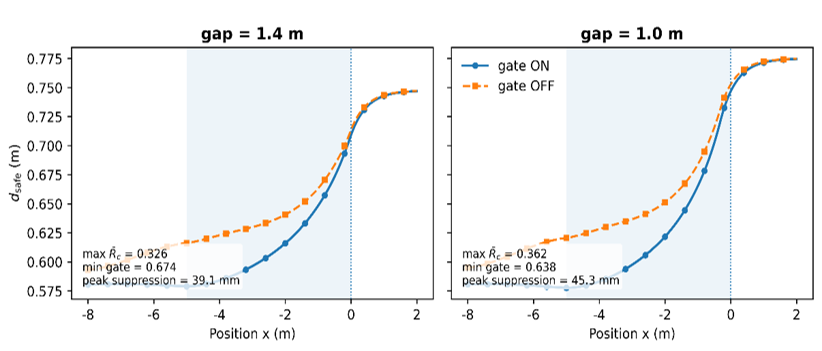 gap = 1.4 m
gap = 1.0 m
d_safe (m)
0.775
0.750
0.725
0.700
0.675
0.650
0.625
0.600
0.575
max R̄_c = 0.326
min gate = 0.674
peak suppression = 39.1 mm
-8
-6
-4
-2
0
2
Position x (m)
gate ON
gate OFF
max R̄_c = 0.362
min gate = 0.638
peak suppression = 45.3 mm
-8
-6
-4
-2
0
2
Position x (m)